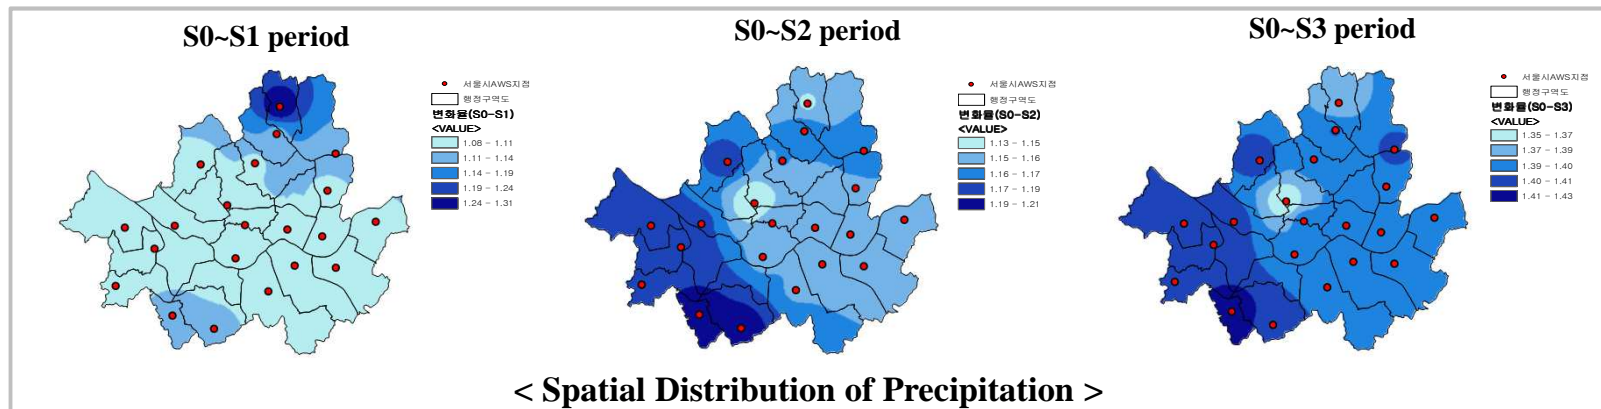 S0~S1 period
서울시AWS지점
행정구역도
변화율(S0-S1)
<VALUE>
1.08 - 1.11
1.11 - 1.14
1.14 - 1.19
1.19 - 1.24
1.24 - 1.31
S0~S2 period
서울시AWS지점
행정구역도
변화율(S0-S2)
<VALUE>
1.13 - 1.15
1.15 - 1.16
1.16 - 1.17
1.17 - 1.19
1.19 - 1.21
S0~S3 period
서울시AWS지점
행정구역도
변화율(S0-S3)
<VALUE>
1.35 - 1.37
1.37 - 1.39
1.39 - 1.40
1.40 - 1.41
1.41 - 1.43
< Spatial Distribution of Precipitation >